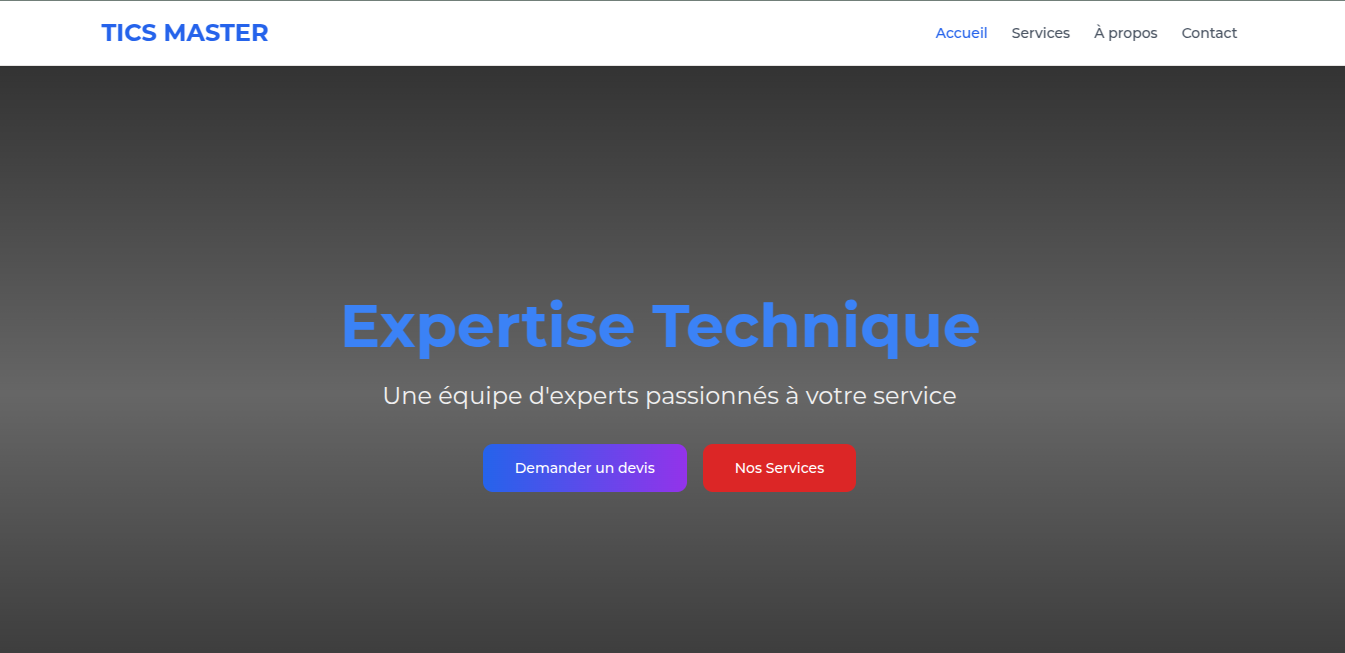 TICS MASTER
Accueil Services À propos Contact
Expertise Technique
Une équipe d'experts passionnés à votre service
Demander un devis Nos Services